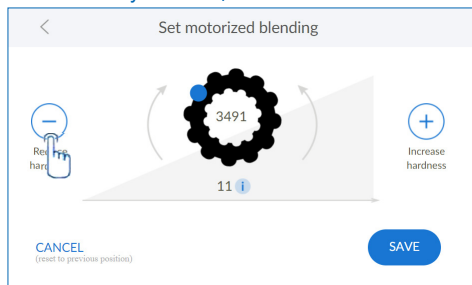 Set motorized blending
3491
Increase
hardness
11 i
CANCEL
(reset to previous position)
SAVE